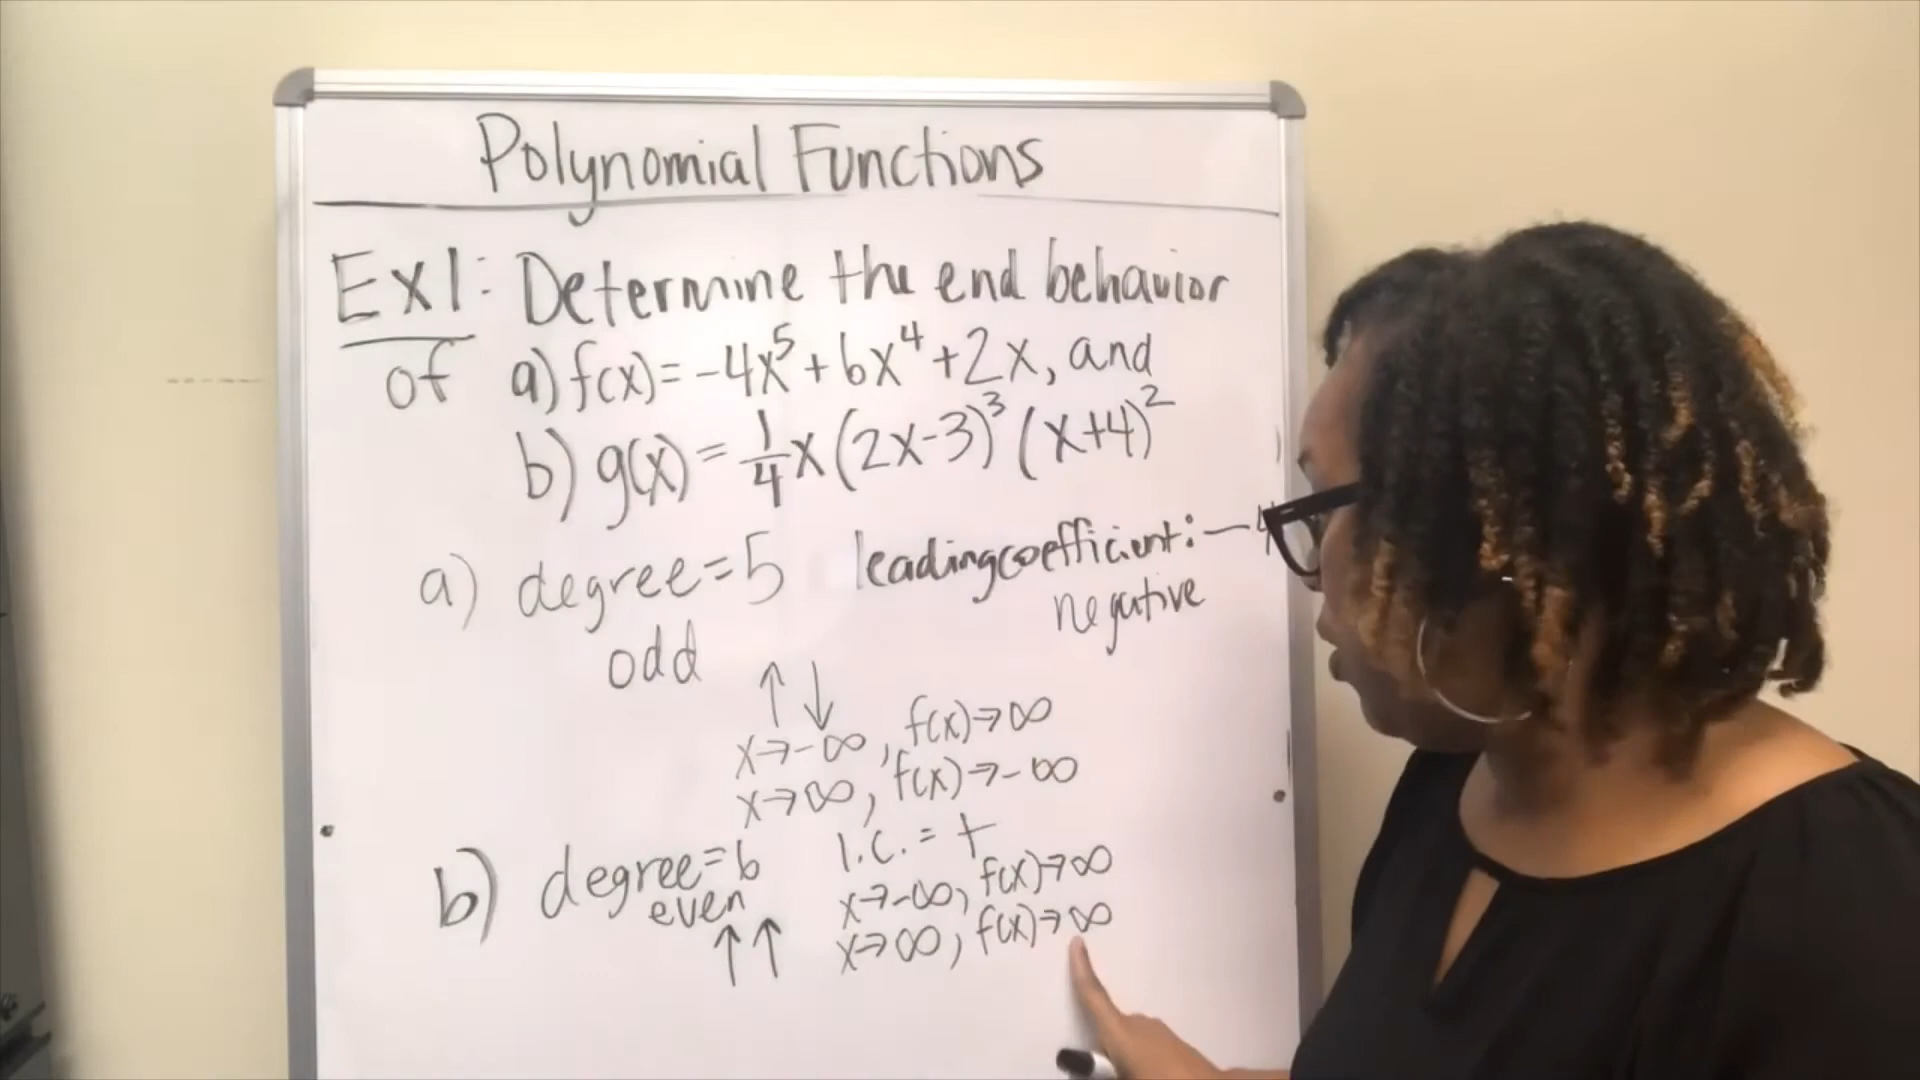 Polynomial Functions
Ex1: Determine the end behavior
of a) f(x) = -4x⁵ + 6x⁴ + 2x, and
b) g(x) = 1/4 x (2x-3)³ (x+4)²
a) degree = 5 leading coefficient: -4
odd negative
↑ ↓
x → -∞, f(x) → ∞
x → ∞, f(x) → -∞
b) degree = 6 l.c. = +
even x → -∞, f(x) → ∞
↑↑ x → ∞, f(x) → ∞